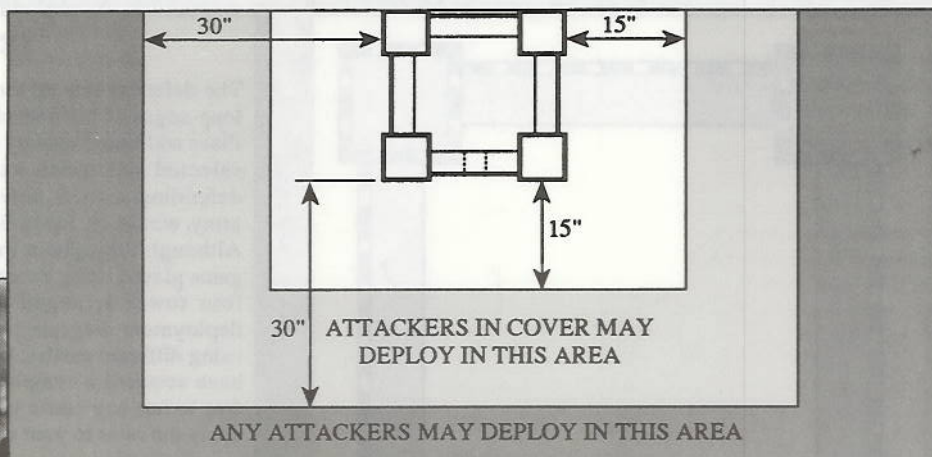 30" 15"
15"
30" ATTACKERS IN COVER MAY
DEPLOY IN THIS AREA
ANY ATTACKERS MAY DEPLOY IN THIS AREA